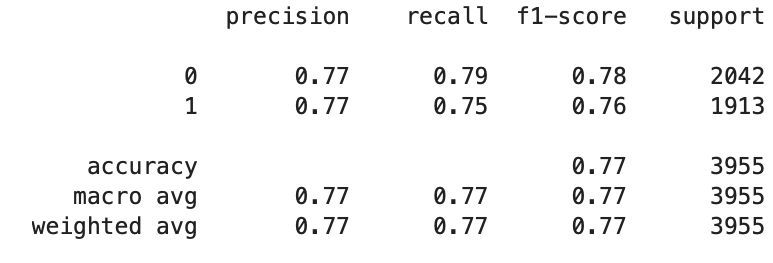 precision recall f1-score support
0 0.77 0.79 0.78 2042
1 0.77 0.75 0.76 1913
accuracy 0.77 3955
macro avg 0.77 0.77 0.77 3955
weighted avg 0.77 0.77 0.77 3955